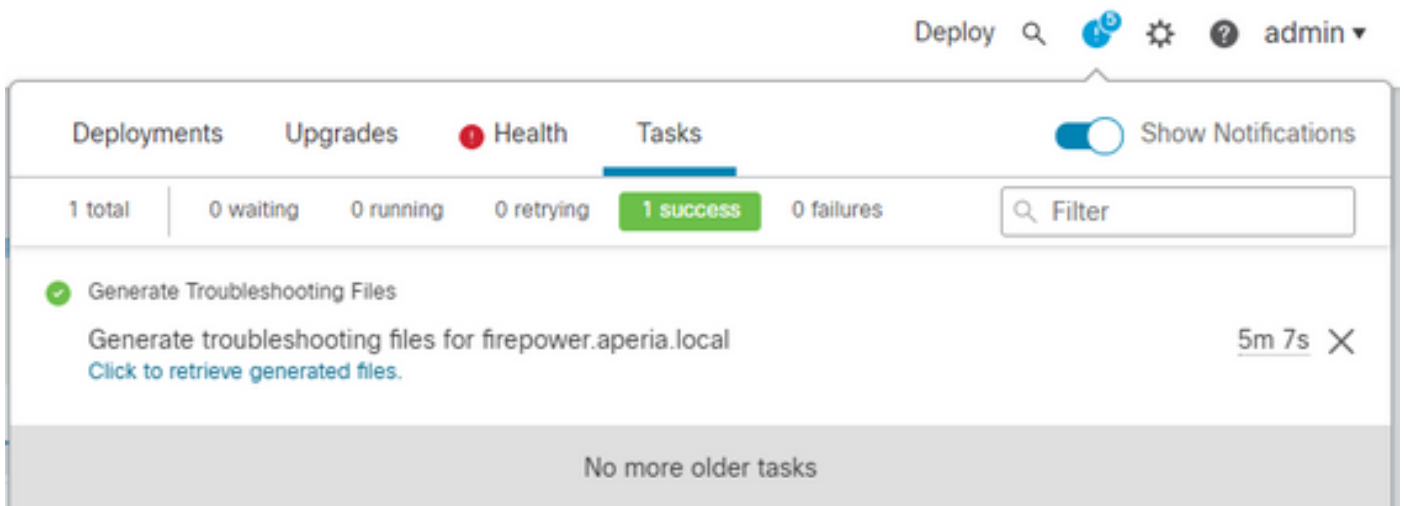 Deploy 5 admin
Deployments Upgrades Health Tasks Show Notifications
1 total 0 waiting 0 running 0 retrying 1 success 0 failures Filter
Generate Troubleshooting Files
Generate troubleshooting files for firepower.aperia.local 5m 7s
Click to retrieve generated files.
No more older tasks